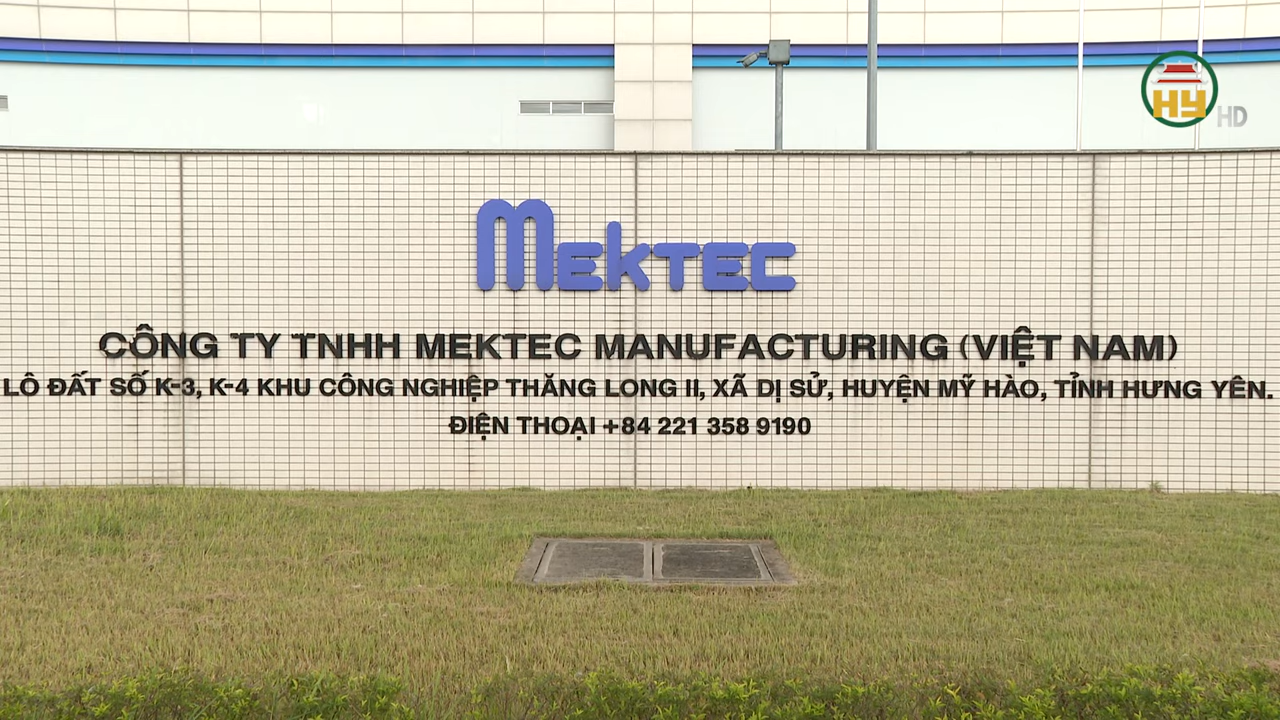 HY HD
MEKTEC
CÔNG TY TNHH MEKTEC MANUFACTURING (VIỆT NAM)
LÔ ĐẤT SỐ K-3, K-4 KHU CÔNG NGHIỆP THĂNG LONG II, XÃ DỊ SỬ, HUYỆN MỸ HÀO, TỈNH HƯNG YÊN.
ĐIỆN THOẠI +84 221 358 9190